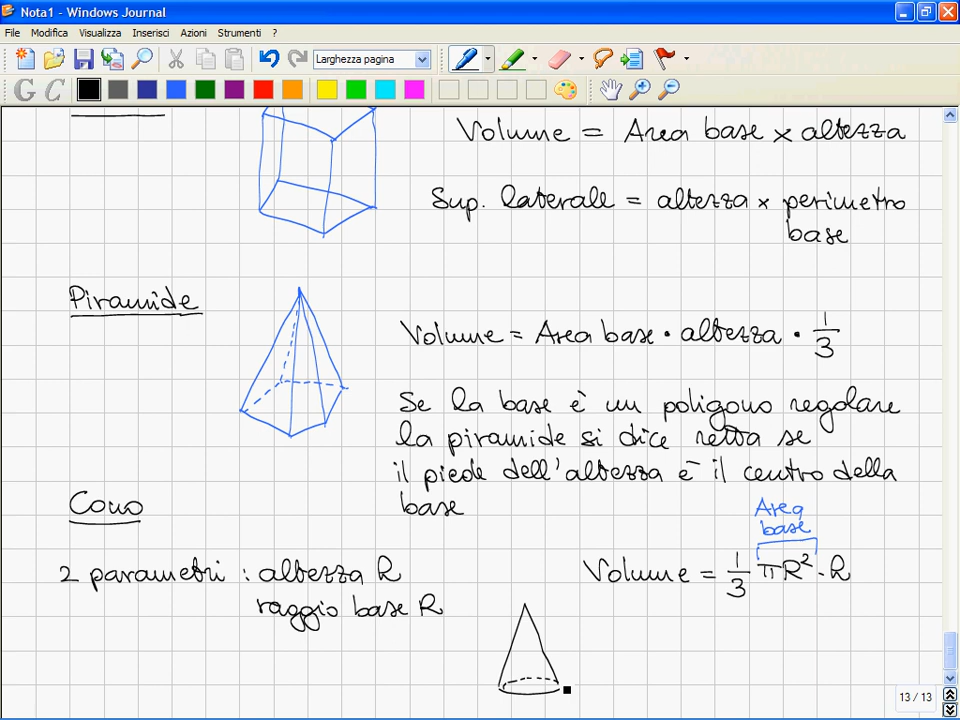 Nota1 - Windows Journal
File Modifica Visualizza Inserisci Azioni Strumenti ?
Larghezza pagina
G C
Volume = Area base x altezza
Sup. laterale = altezza x perimetro
base
Piramide
Volume = Area base · altezza · 1/3
Se la base è un poligono regolare
la piramide si dice retta se
il piede dell'altezza è il centro della
base
Cono
Area
base
2 parametri : altezza h
raggio base R
Volume = 1/3 πR² · h
13 / 13